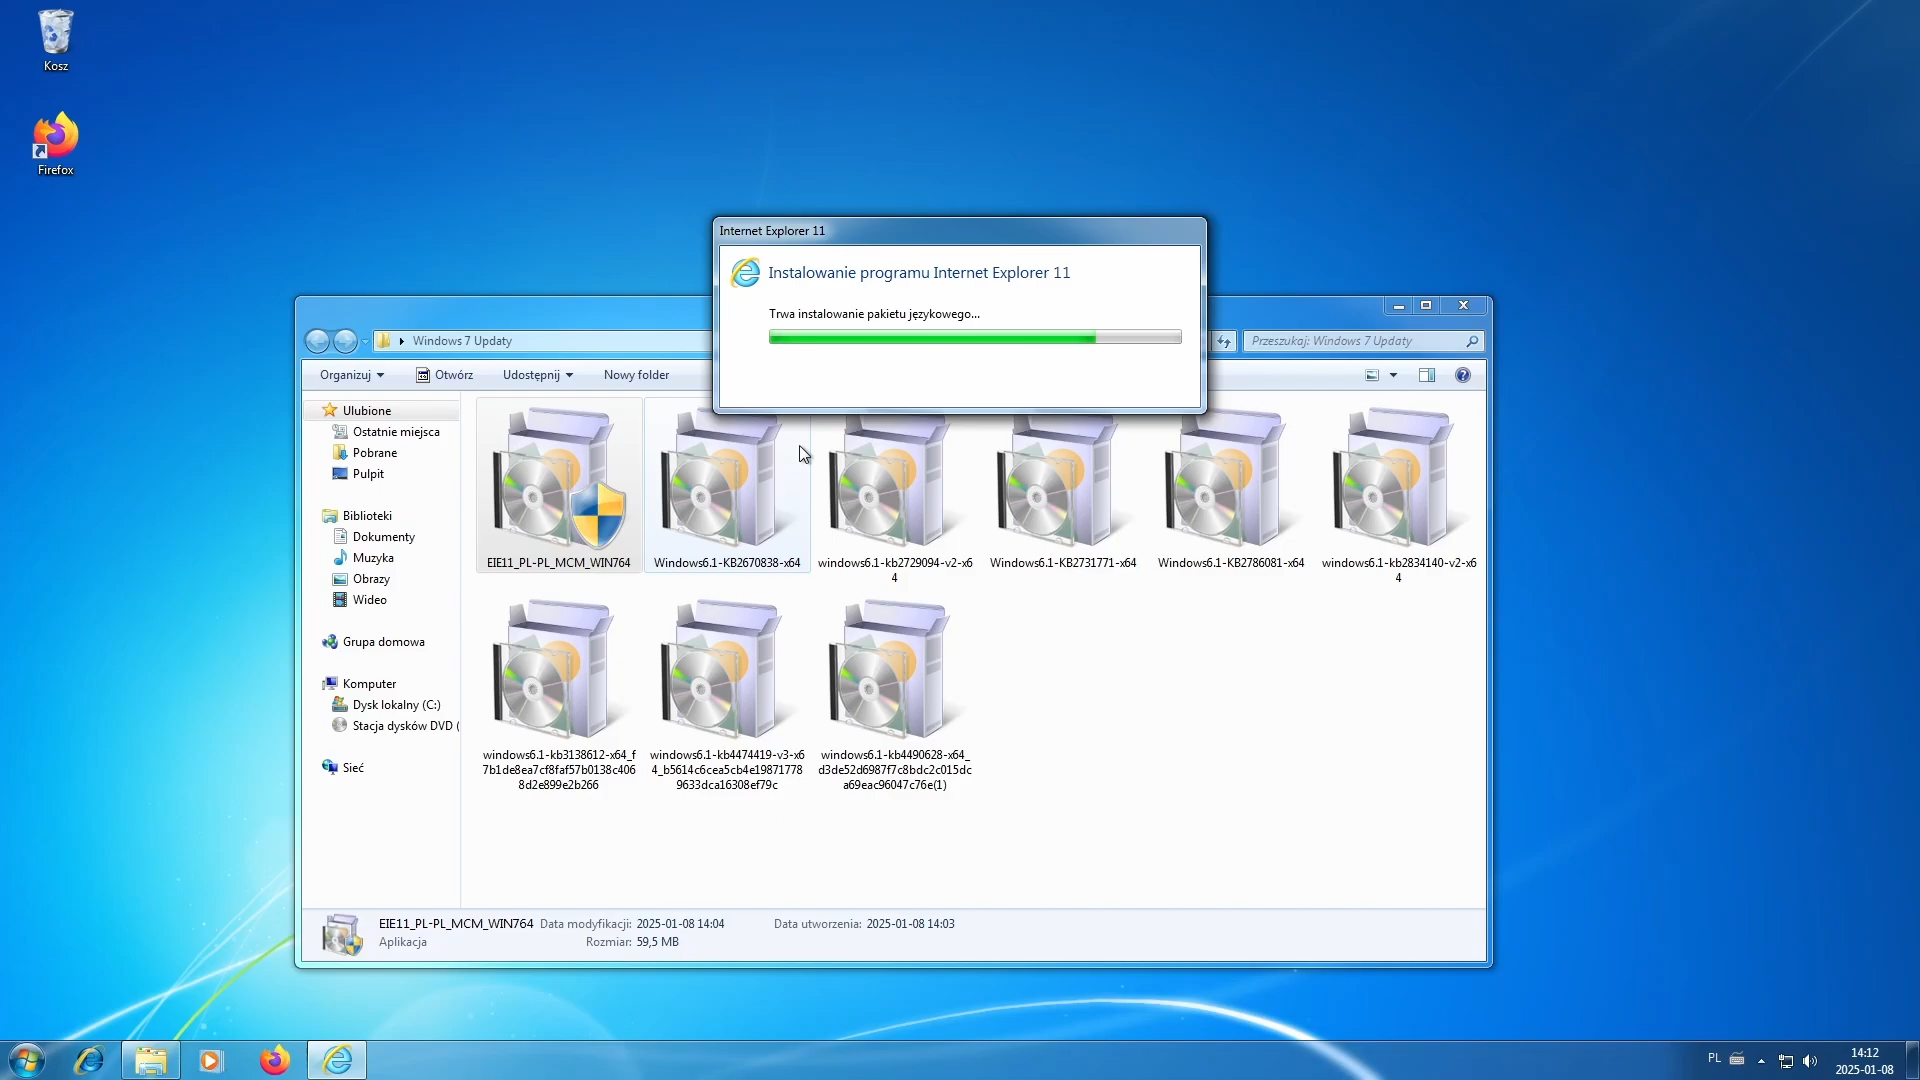 Kosz
Firefox
Internet Explorer 11
Instalowanie programu Internet Explorer 11
Trwa instalowanie pakietu językowego...
Windows 7 Updaty
Przeszukaj: Windows 7 Updaty
Organizuj
Otwórz
Udostępnij
Nowy folder
Ulubione
Ostatnie miejsca
Pobrane
Pulpit
Biblioteki
Dokumenty
Muzyka
Obrazy
Wideo
Grupa domowa
Komputer
Dysk lokalny (C:)
Stacja dysków DVD (
Sieć
EIE11_PL-PL_MCM_WIN764
Windows6.1-KB2670838-x64
windows6.1-kb2729094-v2-x6
4
Windows6.1-KB2731771-x64
Windows6.1-KB2786081-x64
windows6.1-kb2834140-v2-x6
4
windows6.1-kb3138612-x64_f
7b1de8ea7cf8faf57b0138c406
8d2e899e2b266
windows6.1-kb4474419-v3-x6
4_b5614c6cea5cb4e19871778
9633dca16308ef79c
windows6.1-kb4490628-x64_
d3de52d6987f7c8bdc2c015dc
a69eac96047c76e(1)
EIE11_PL-PL_MCM_WIN764 Data modyfikacji: 2025-01-08 14:04 Data utworzenia: 2025-01-08 14:03
Aplikacja Rozmiar: 59,5 MB
PL
14:12
2025-01-08